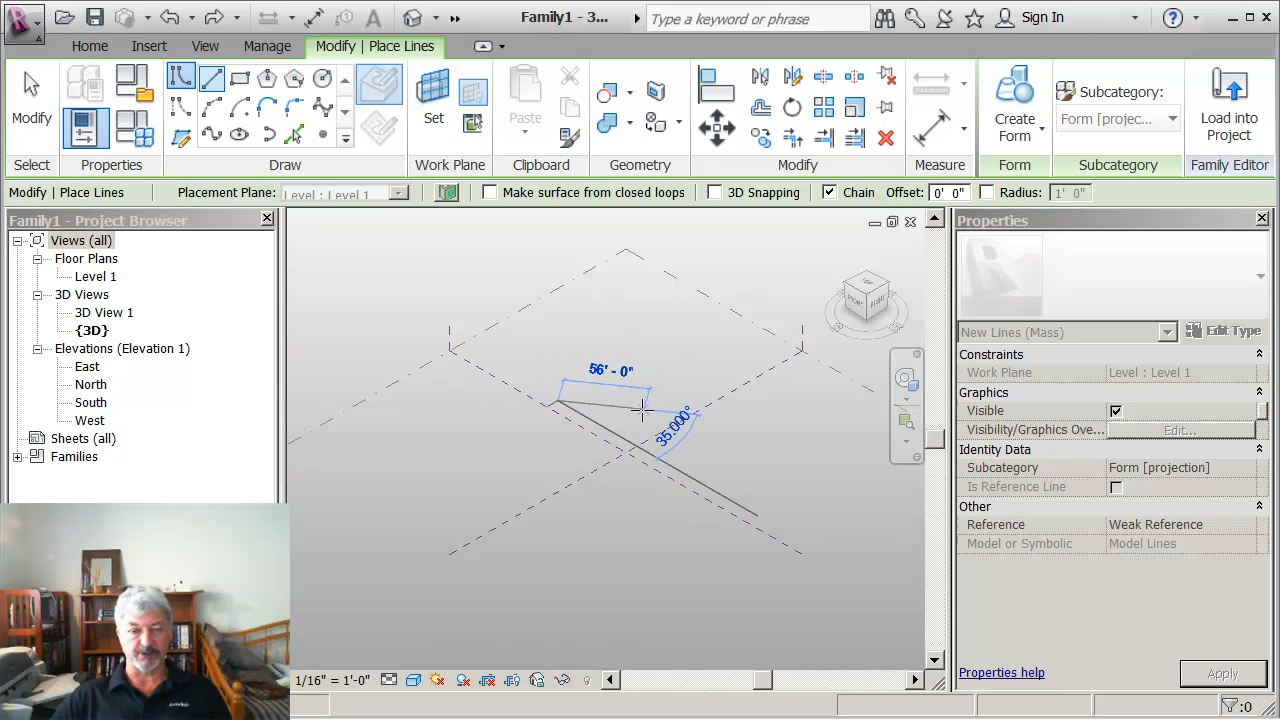 Family1 - 3...
Type a keyword or phrase
Sign In
Home
Insert
View
Manage
Modify | Place Lines
Modify
Set
Paste
Create
Form
Subcategory:
Form [projec...
Load into
Project
Select
Properties
Draw
Work Plane
Clipboard
Geometry
Modify
Measure
Form
Subcategory
Family Editor
Modify | Place Lines
Placement Plane:
Level : Level 1
Make surface from closed loops
3D Snapping
Chain
Offset:
0' 0"
Radius:
1' 0"
Family1 - Project Browser
Views (all)
Floor Plans
Level 1
3D Views
3D View 1
{3D}
Elevations (Elevation 1)
East
North
South
West
Sheets (all)
Families
56' - 0"
35.000°
TOP
FRONT
RIGHT
Properties
New Lines (Mass)
Edit Type
Constraints
Work Plane
Level : Level 1
Graphics
Visible
Visibility/Graphics Ove...
Edit...
Identity Data
Subcategory
Form [projection]
Is Reference Line
Other
Reference
Weak Reference
Model or Symbolic
Model Lines
Properties help
Apply
1/16" = 1'-0"
:0